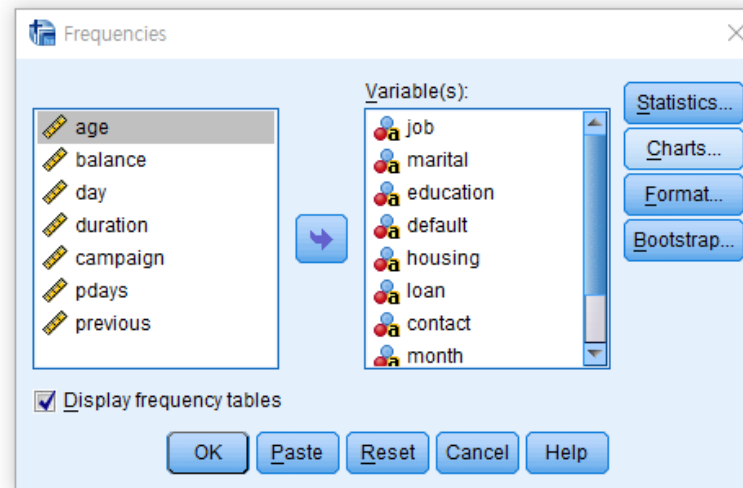 Frequencies
Variable(s):
age
balance
day
duration
campaign
pdays
previous
job
marital
education
default
housing
loan
contact
month
Statistics...
Charts...
Format...
Bootstrap...
Display frequency tables
OK
Paste
Reset
Cancel
Help